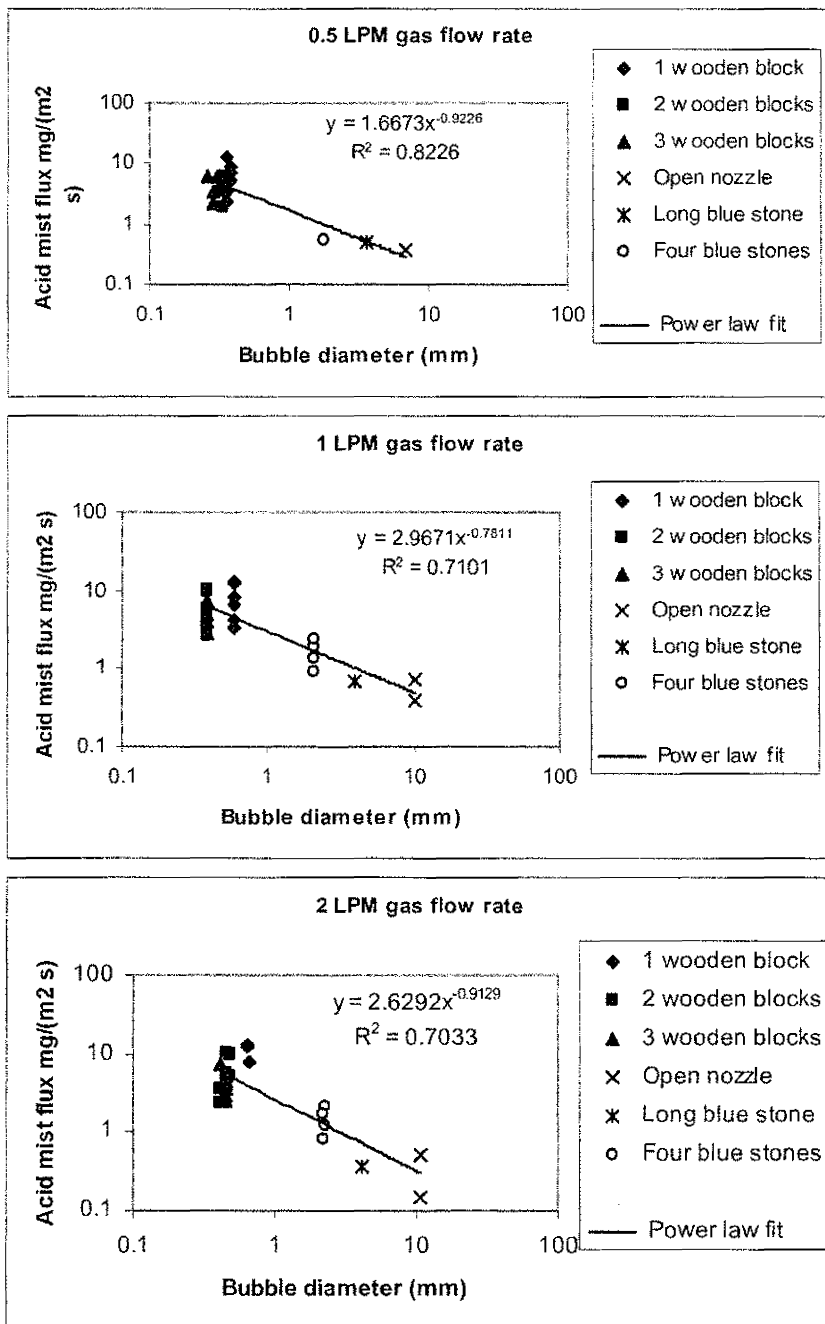 0.5 LPM gas flow rate
Acid mist flux mg/(m2
s)
100
10
1
0.1
y = 1.6673x^-0.9226
R² = 0.8226
0.1
1
10
100
Bubble diameter (mm)
1 wooden block
2 wooden blocks
3 wooden blocks
Open nozzle
Long blue stone
Four blue stones
Power law fit
1 LPM gas flow rate
Acid mist flux mg/(m2 s)
100
10
1
0.1
y = 2.9671x^-0.7811
R² = 0.7101
0.1
1
10
100
Bubble diameter (mm)
1 wooden block
2 wooden blocks
3 wooden blocks
Open nozzle
Long blue stone
Four blue stones
Power law fit
2 LPM gas flow rate
Acid mist flux mg/(m2 s)
100
10
1
0.1
y = 2.6292x^-0.9129
R² = 0.7033
0.1
1
10
100
Bubble diameter (mm)
1 wooden block
2 wooden blocks
3 wooden blocks
Open nozzle
Long blue stone
Four blue stones
Power law fit